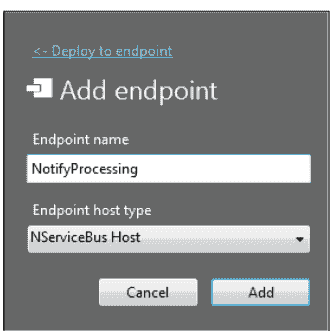 <- Deploy to endpoint
Add endpoint
Endpoint name
NotifyProcessing
Endpoint host type
NServiceBus Host
Cancel
Add